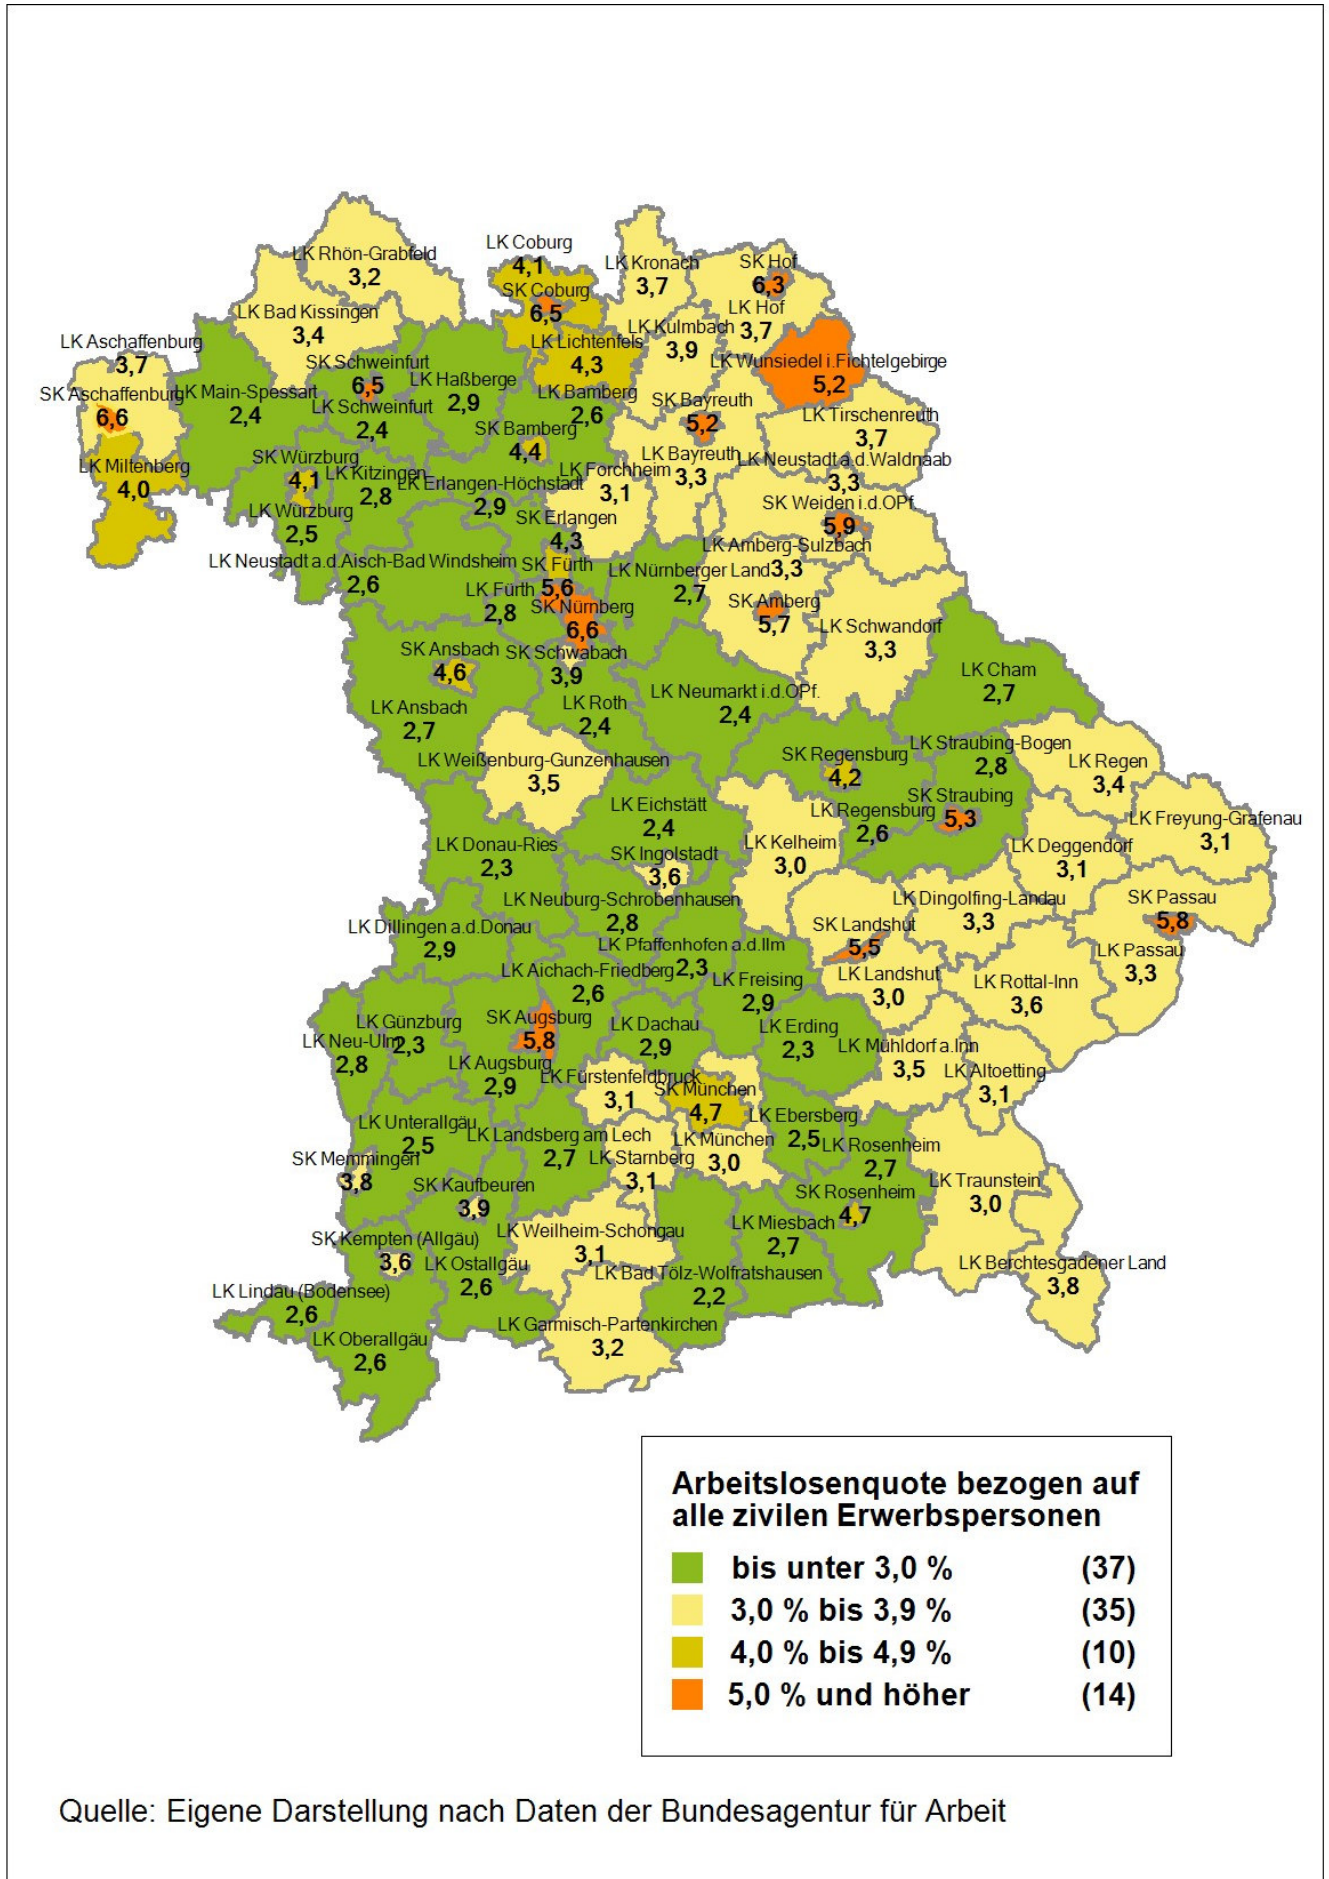 LK Rhön-Grabfeld
3,2
LK Coburg
4,1
SK Coburg
6,5
LK Kronach
3,7
SK Hof
6,3
LK Hof
3,7
LK Bad Kissingen
3,4
LK Kulmbach
3,9
LK Aschaffenburg
3,7
SK Aschaffenburg
6,6
LK Main-Spessart
2,4
SK Schweinfurt
6,5
LK Schweinfurt
2,4
LK Haßberge
2,9
LK Lichtenfels
4,3
LK Bamberg
2,6
SK Bamberg
4,4
LK Wunsiedel i.Fichtelgebirge
5,2
SK Bayreuth
5,2
LK Bayreuth
3,3
LK Tirschenreuth
3,7
LK Neustadt a.d.Waldnaab
3,3
LK Miltenberg
4,0
SK Würzburg
4,1
LK Würzburg
2,5
LK Kitzingen
2,8
LK Erlangen-Höchstadt
2,9
LK Forchheim
3,1
SK Erlangen
4,3
SK Weiden i.d.OPf.
5,9
LK Neustadt a.d.Aisch-Bad Windsheim
2,6
SK Fürth
5,6
LK Fürth
2,8
SK Nürnberg
6,6
LK Nürnberger Land
2,7
LK Amberg-Sulzbach
3,3
SK Amberg
5,7
LK Schwandorf
3,3
SK Ansbach
4,6
SK Schwabach
3,9
LK Ansbach
2,7
LK Roth
2,4
LK Neumarkt i.d.OPf.
2,4
LK Cham
2,7
LK Weißenburg-Gunzenhausen
3,5
SK Regensburg
4,2
LK Regensburg
2,6
LK Straubing-Bogen
2,8
SK Straubing
5,3
LK Regen
3,4
LK Freyung-Grafenau
3,1
LK Eichstätt
2,4
LK Donau-Ries
2,3
SK Ingolstadt
3,6
LK Kelheim
3,0
LK Deggendorf
3,1
LK Neuburg-Schrobenhausen
2,8
LK Dingolfing-Landau
3,3
SK Passau
5,8
LK Passau
3,3
LK Dillingen a.d.Donau
2,9
LK Pfaffenhofen a.d.Ilm
2,3
SK Landshut
5,5
LK Landshut
3,0
LK Rottal-Inn
3,6
LK Aichach-Friedberg
2,6
LK Freising
2,9
LK Günzburg
2,3
LK Neu-Ulm
2,8
SK Augsburg
5,8
LK Augsburg
2,9
LK Dachau
2,9
LK Erding
2,3
LK Mühldorf a.Inn
3,5
LK Altoetting
3,1
LK Fürstenfeldbruck
3,1
SK München
4,7
LK München
3,0
LK Ebersberg
2,5
LK Unterallgäu
2,5
LK Landsberg am Lech
2,7
LK Starnberg
3,1
LK Rosenheim
2,7
SK Rosenheim
4,7
SK Memmingen
3,8
SK Kaufbeuren
3,9
LK Traunstein
3,0
LK Weilheim-Schongau
3,1
LK Miesbach
2,7
SK Kempten (Allgäu)
3,6
LK Ostallgäu
2,6
LK Bad Tölz-Wolfratshausen
2,2
LK Berchtesgadener Land
3,8
LK Lindau (Bodensee)
2,6
LK Oberallgäu
2,6
LK Garmisch-Partenkirchen
3,2
Arbeitslosenquote bezogen auf
alle zivilen Erwerbspersonen
bis unter 3,0 % (37)
3,0 % bis 3,9 % (35)
4,0 % bis 4,9 % (10)
5,0 % und höher (14)
Quelle: Eigene Darstellung nach Daten der Bundesagentur für Arbeit